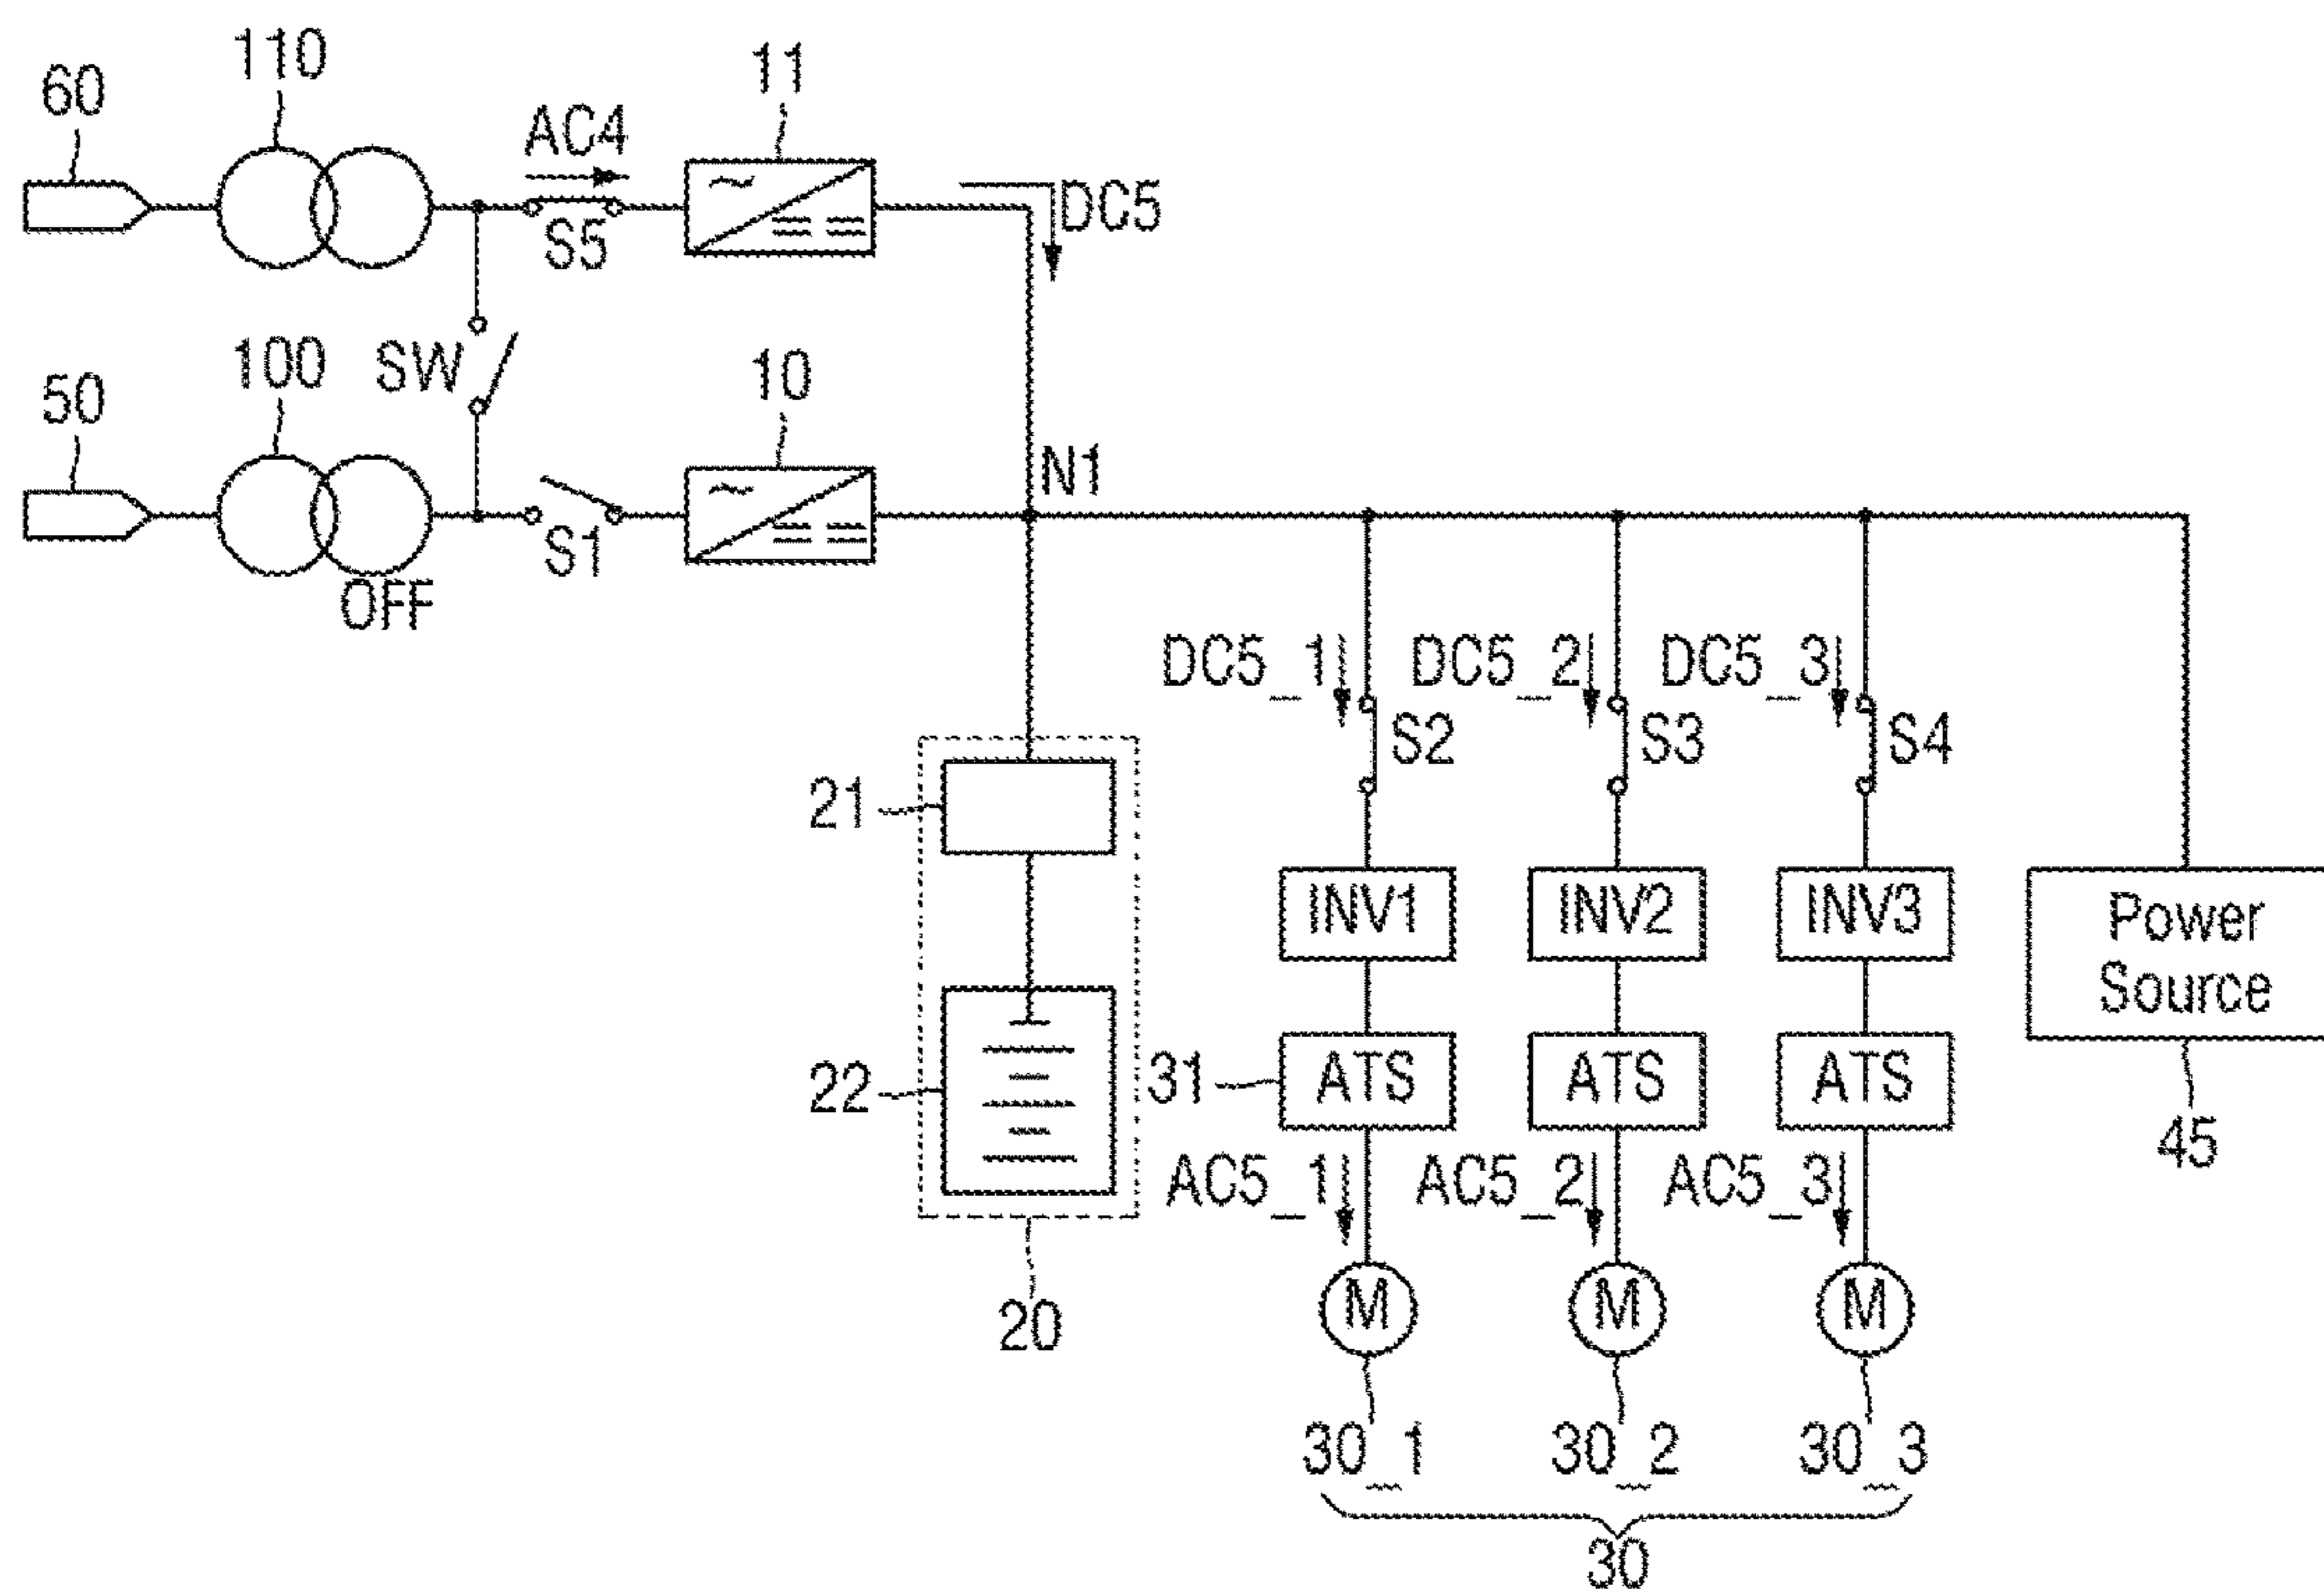 110
11
60
AC4
DC5
S5
100
SW
10
50
N1
S1
OFF
DC5_1
DC5_2
DC5_3
S2
S3
S4
21
INV1
INV2
INV3
Power
Source
22
31
ATS
ATS
ATS
45
AC5_1
AC5_2
AC5_3
20
M
M
M
30_1
30_2
30_3
30